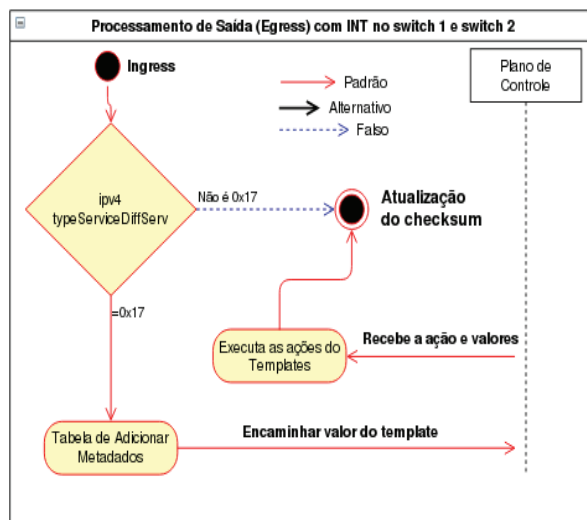 Processamento de Saída (Egress) com INT no switch 1 e switch 2
Ingress
Padrão
Alternativo
Falso
Plano de
Controle
ipv4
typeServiceDiffServ
Não é 0x17
Atualização
do checksum
=0x17
Executa as ações do
Templates
Recebe a ação e valores
Tabela de Adicionar
Metadados
Encaminhar valor do template